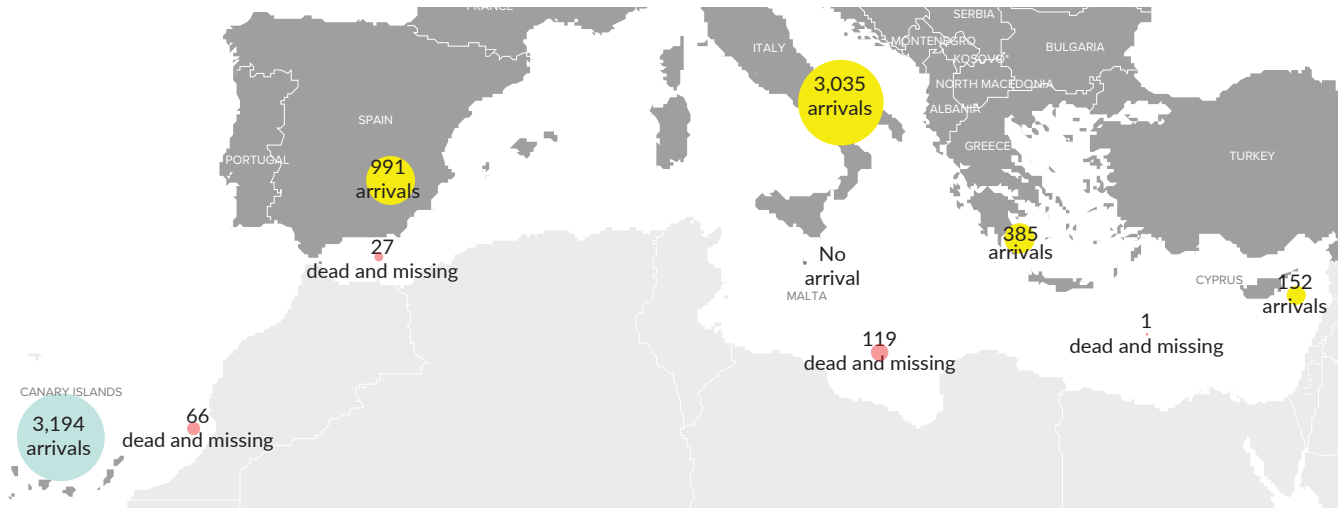 FRANCE
SERBIA
ITALY
MONTENEGRO
BULGARIA
KOSOVO*
3,035
arrivals
NORTH MACEDONIA
ALBANIA
SPAIN
GREECE
PORTUGAL
TURKEY
991
arrivals
27
dead and missing
385
arrivals
No
arrival
MALTA
CYPRUS
152
arrivals
1
dead and missing
119
dead and missing
CANARY ISLANDS
3,194
arrivals
66
dead and missing